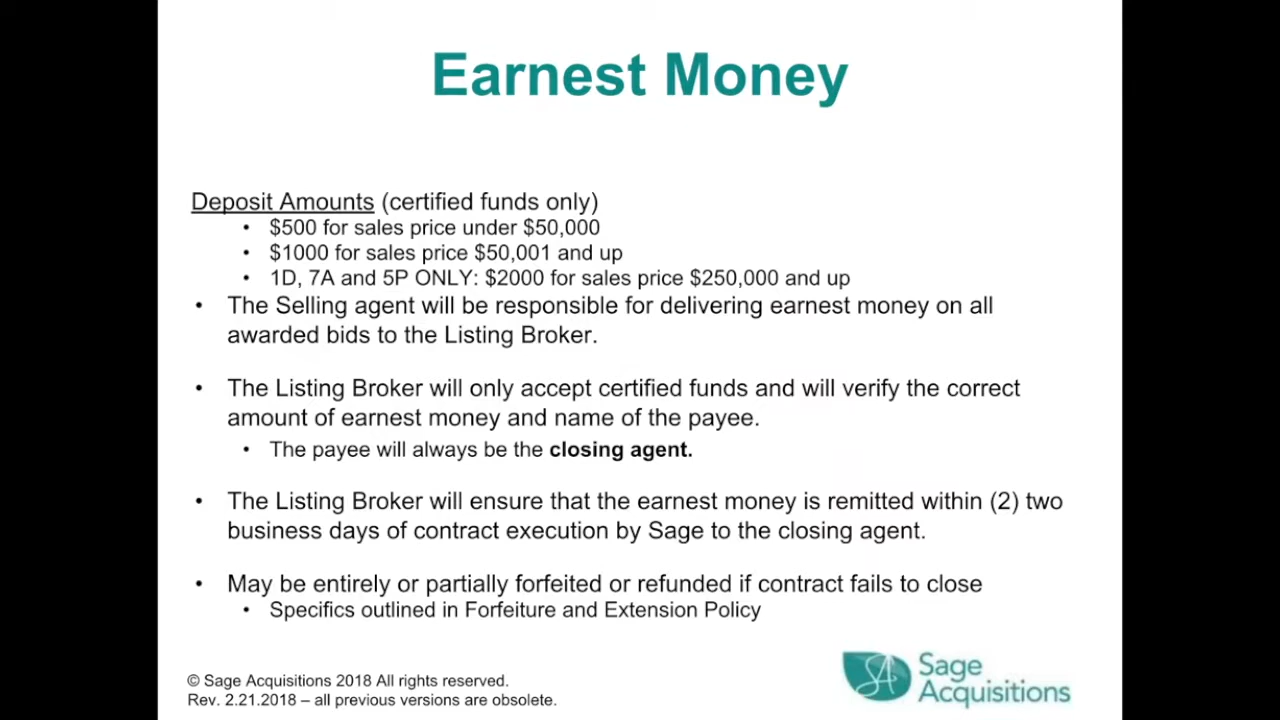 Earnest Money
Deposit Amounts (certified funds only)
• $500 for sales price under $50,000
• $1000 for sales price $50,001 and up
• 1D, 7A and 5P ONLY: $2000 for sales price $250,000 and up
• The Selling agent will be responsible for delivering earnest money on all
awarded bids to the Listing Broker.
• The Listing Broker will only accept certified funds and will verify the correct
amount of earnest money and name of the payee.
• The payee will always be the closing agent.
• The Listing Broker will ensure that the earnest money is remitted within (2) two
business days of contract execution by Sage to the closing agent.
• May be entirely or partially forfeited or refunded if contract fails to close
• Specifics outlined in Forfeiture and Extension Policy
© Sage Acquisitions 2018 All rights reserved.
Rev. 2.21.2018 – all previous versions are obsolete.
SA
Sage
Acquisitions